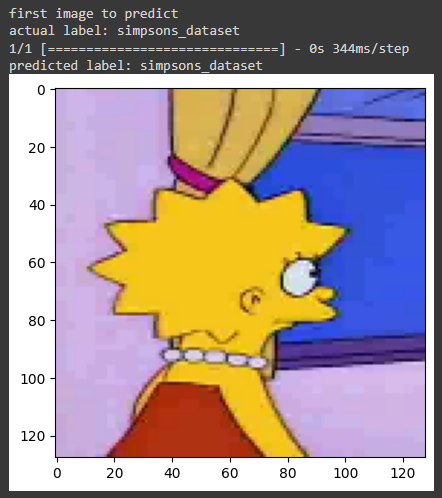 first image to predict
actual label: simpsons_dataset
1/1 [==============================] - 0s 344ms/step
predicted label: simpsons_dataset
0
20
40
60
80
100
120
0 20 40 60 80 100 120